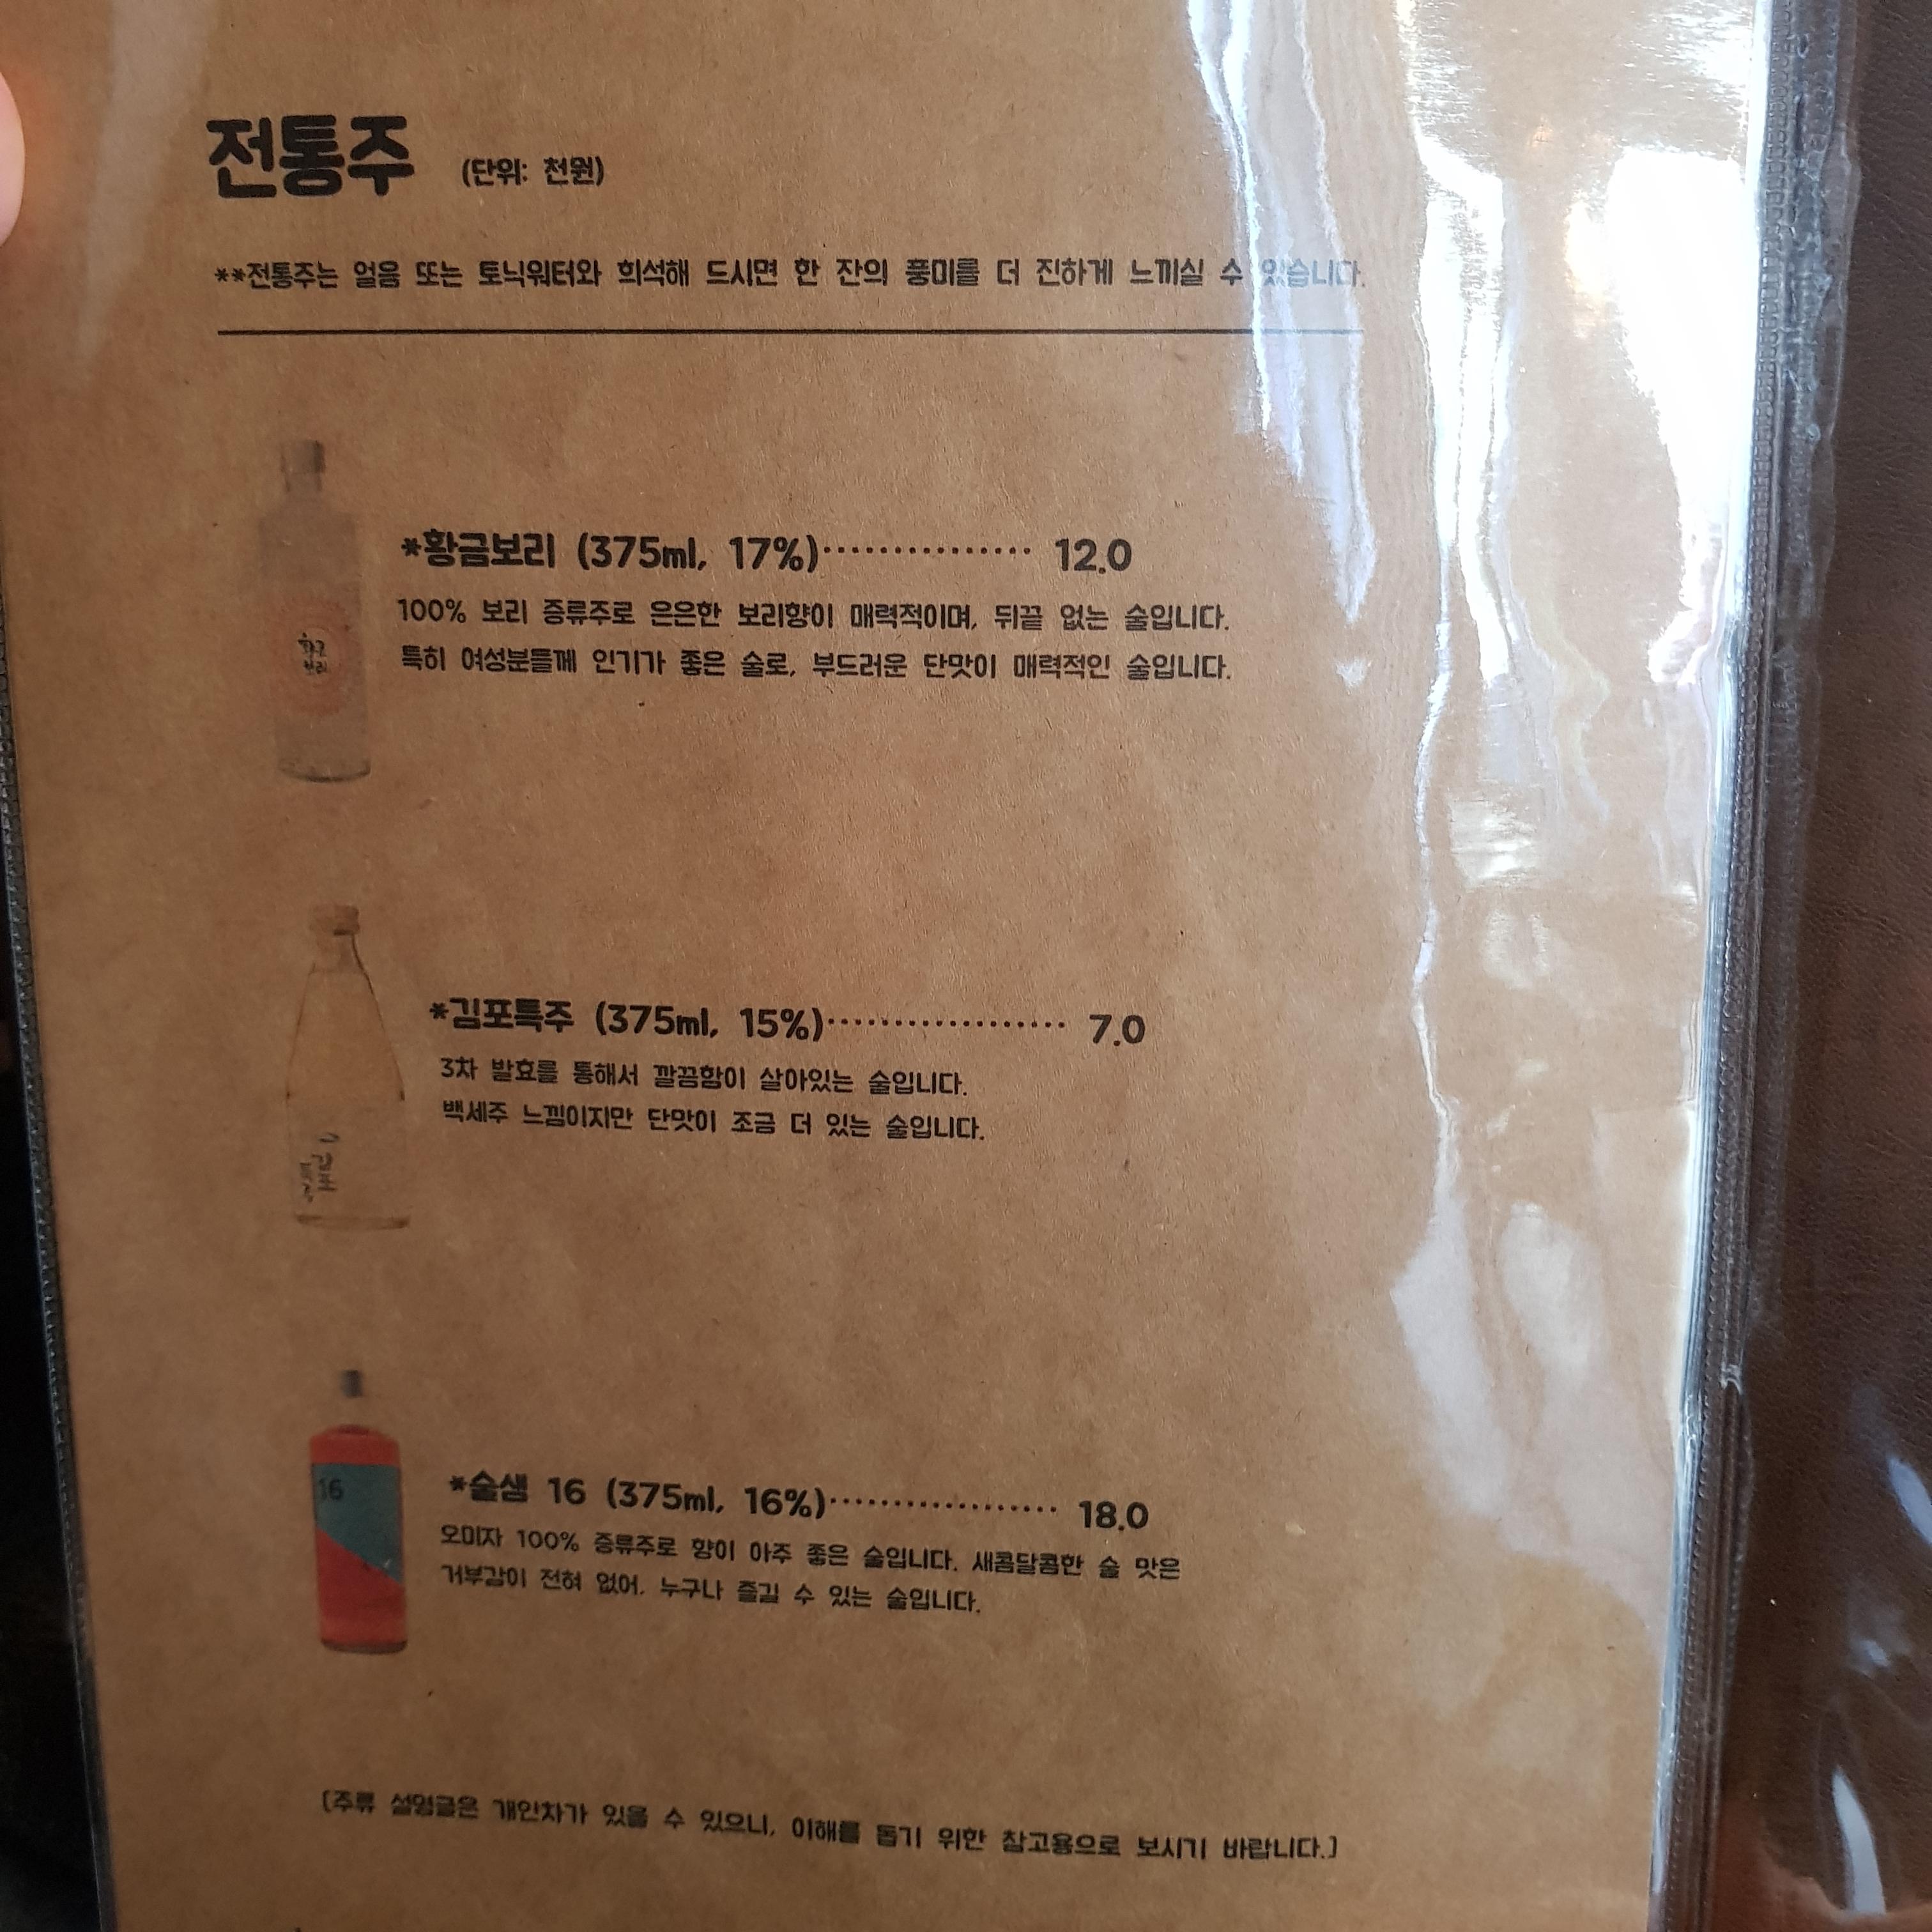 전통주 (단위: 천원)
**전통주는 얼음 또는 토닉워터와 희석해 드시면 한 잔의 풍미를 더 진하게 느끼실 수 있습니다.
*황금보리 (375ml, 17%)··············· 12.0
100% 보리 증류주로 은은한 보리향이 매력적이며, 뒤끝 없는 술입니다.
특히 여성분들께 인기가 좋은 술로, 부드러운 단맛이 매력적인 술입니다.
황금
보리
*김포특주 (375ml, 15%)·················· 7.0
3차 발효를 통해서 깔끔함이 살아있는 술입니다.
백세주 느낌이지만 단맛이 조금 더 있는 술입니다.
김포
특주
*술샘 16 (375ml, 16%)·················· 18.0
오미자 100% 증류주로 향이 아주 좋은 술입니다. 새콤달콤한 술 맛은
거부감이 전혀 없어. 누구나 즐길 수 있는 술입니다.
16
(주류 설명글은 개인차가 있을 수 있으니, 이해를 돕기 위한 참고용으로 보시기 바랍니다.)